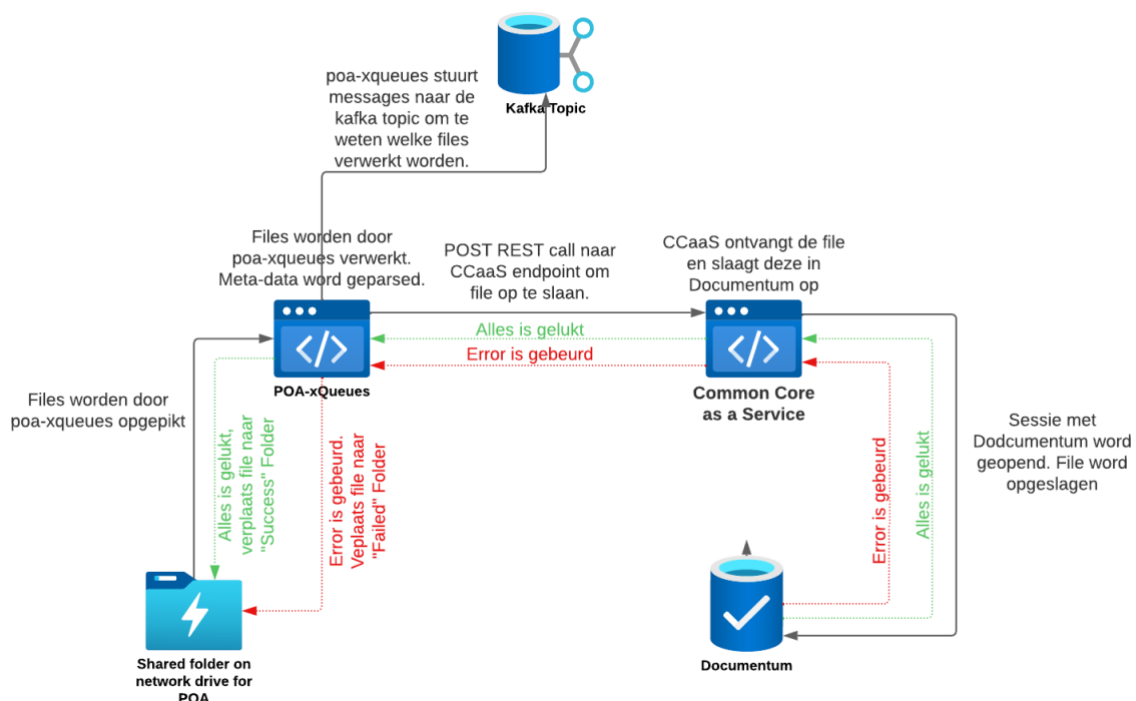 poa-xqueues stuurt
messages naar de
kafka topic om te
weten welke files
verwerkt worden.
Kafka Topic
Files worden door
poa-xqueues verwerkt.
Meta-data word geparsed.
POST REST call naar
CCaaS endpoint om
file op te slaan.
CCaaS ontvangt de file
en slaagt deze in
Documentum op
Alles is gelukt
Error is gebeurd
POA-xQueues
Common Core
as a Service
Files worden door
poa-xqueues opgepikt
Alles is gelukt,
verplaats file naar
"Success" Folder
Error is gebeurd.
Veplaats file naar
"Failed" Folder
Error is gebeurd
Alles is gelukt
Sessie met
Dodcumentum word
geopend. File word
opgeslagen
Shared folder on
network drive for
POA
Documentum